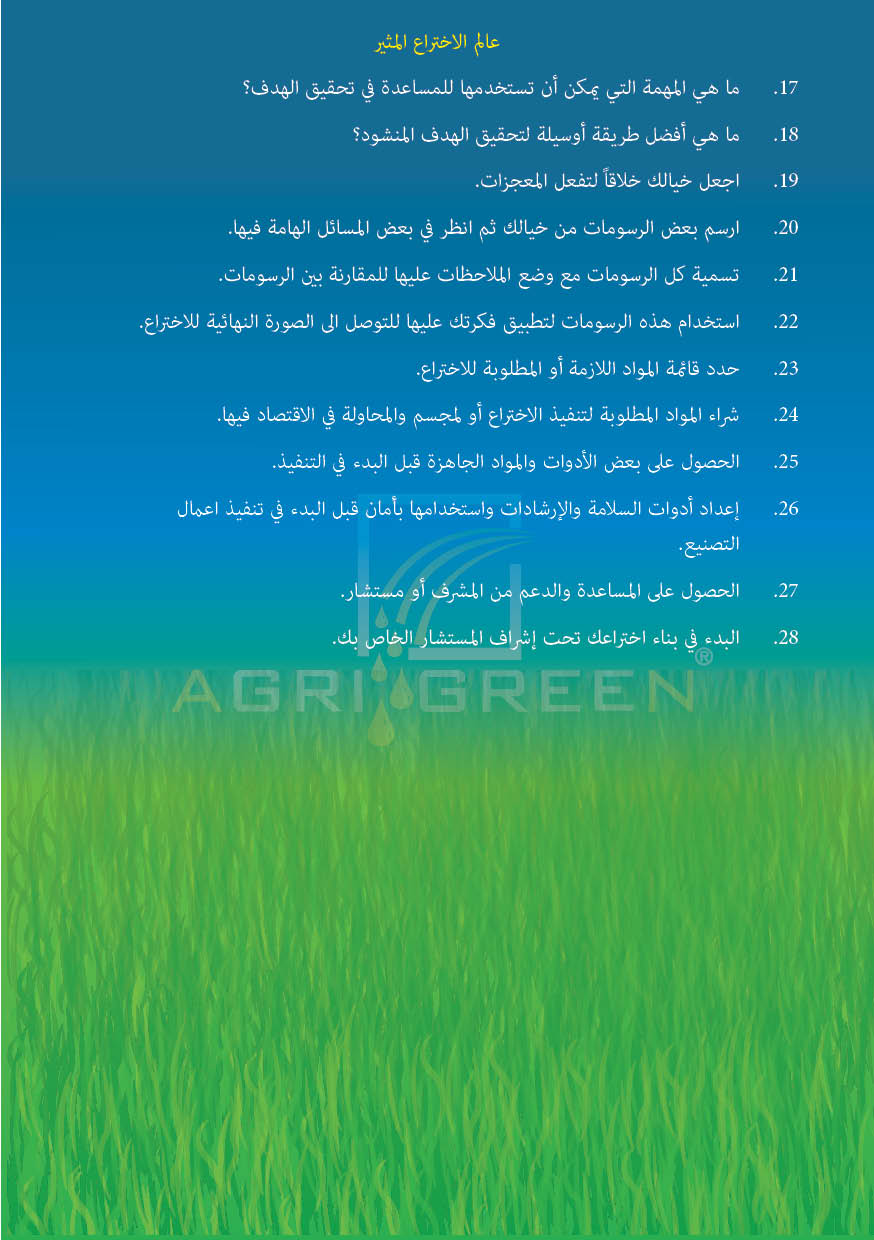 عالم الاختراع المثير
17. ما هي المهمة التي يمكن أن تستخدمها للمساعدة في تحقيق الهدف؟
18. ما هي أفضل طريقة أوسيلة لتحقيق الهدف المنشود؟
19. اجعل خيالك خلاقاً لتفعل المعجزات.
20. ارسم بعض الرسومات من خيالك ثم انظر في بعض المسائل الهامة فيها.
21. تسمية كل الرسومات مع وضع الملاحظات عليها للمقارنة بين الرسومات.
22. استخدام هذه الرسومات لتطبيق فكرتك عليها للتوصل الى الصورة النهائية للاختراع.
23. حدد قائمة المواد اللازمة أو المطلوبة للاختراع.
24. شراء المواد المطلوبة لتنفيذ الاختراع أو لمجسم والمحاولة في الاقتصاد فيها.
25. الحصول على بعض الأدوات والمواد الجاهزة قبل البدء في التنفيذ.
26. إعداد أدوات السلامة والإرشادات واستخدامها بأمان قبل البدء في تنفيذ اعمال
التصنيع.
27. الحصول على المساعدة والدعم من المشرف أو مستشار.
28. البدء في بناء اختراعك تحت إشراف المستشار الخاص بك.
AGRI GREEN ®